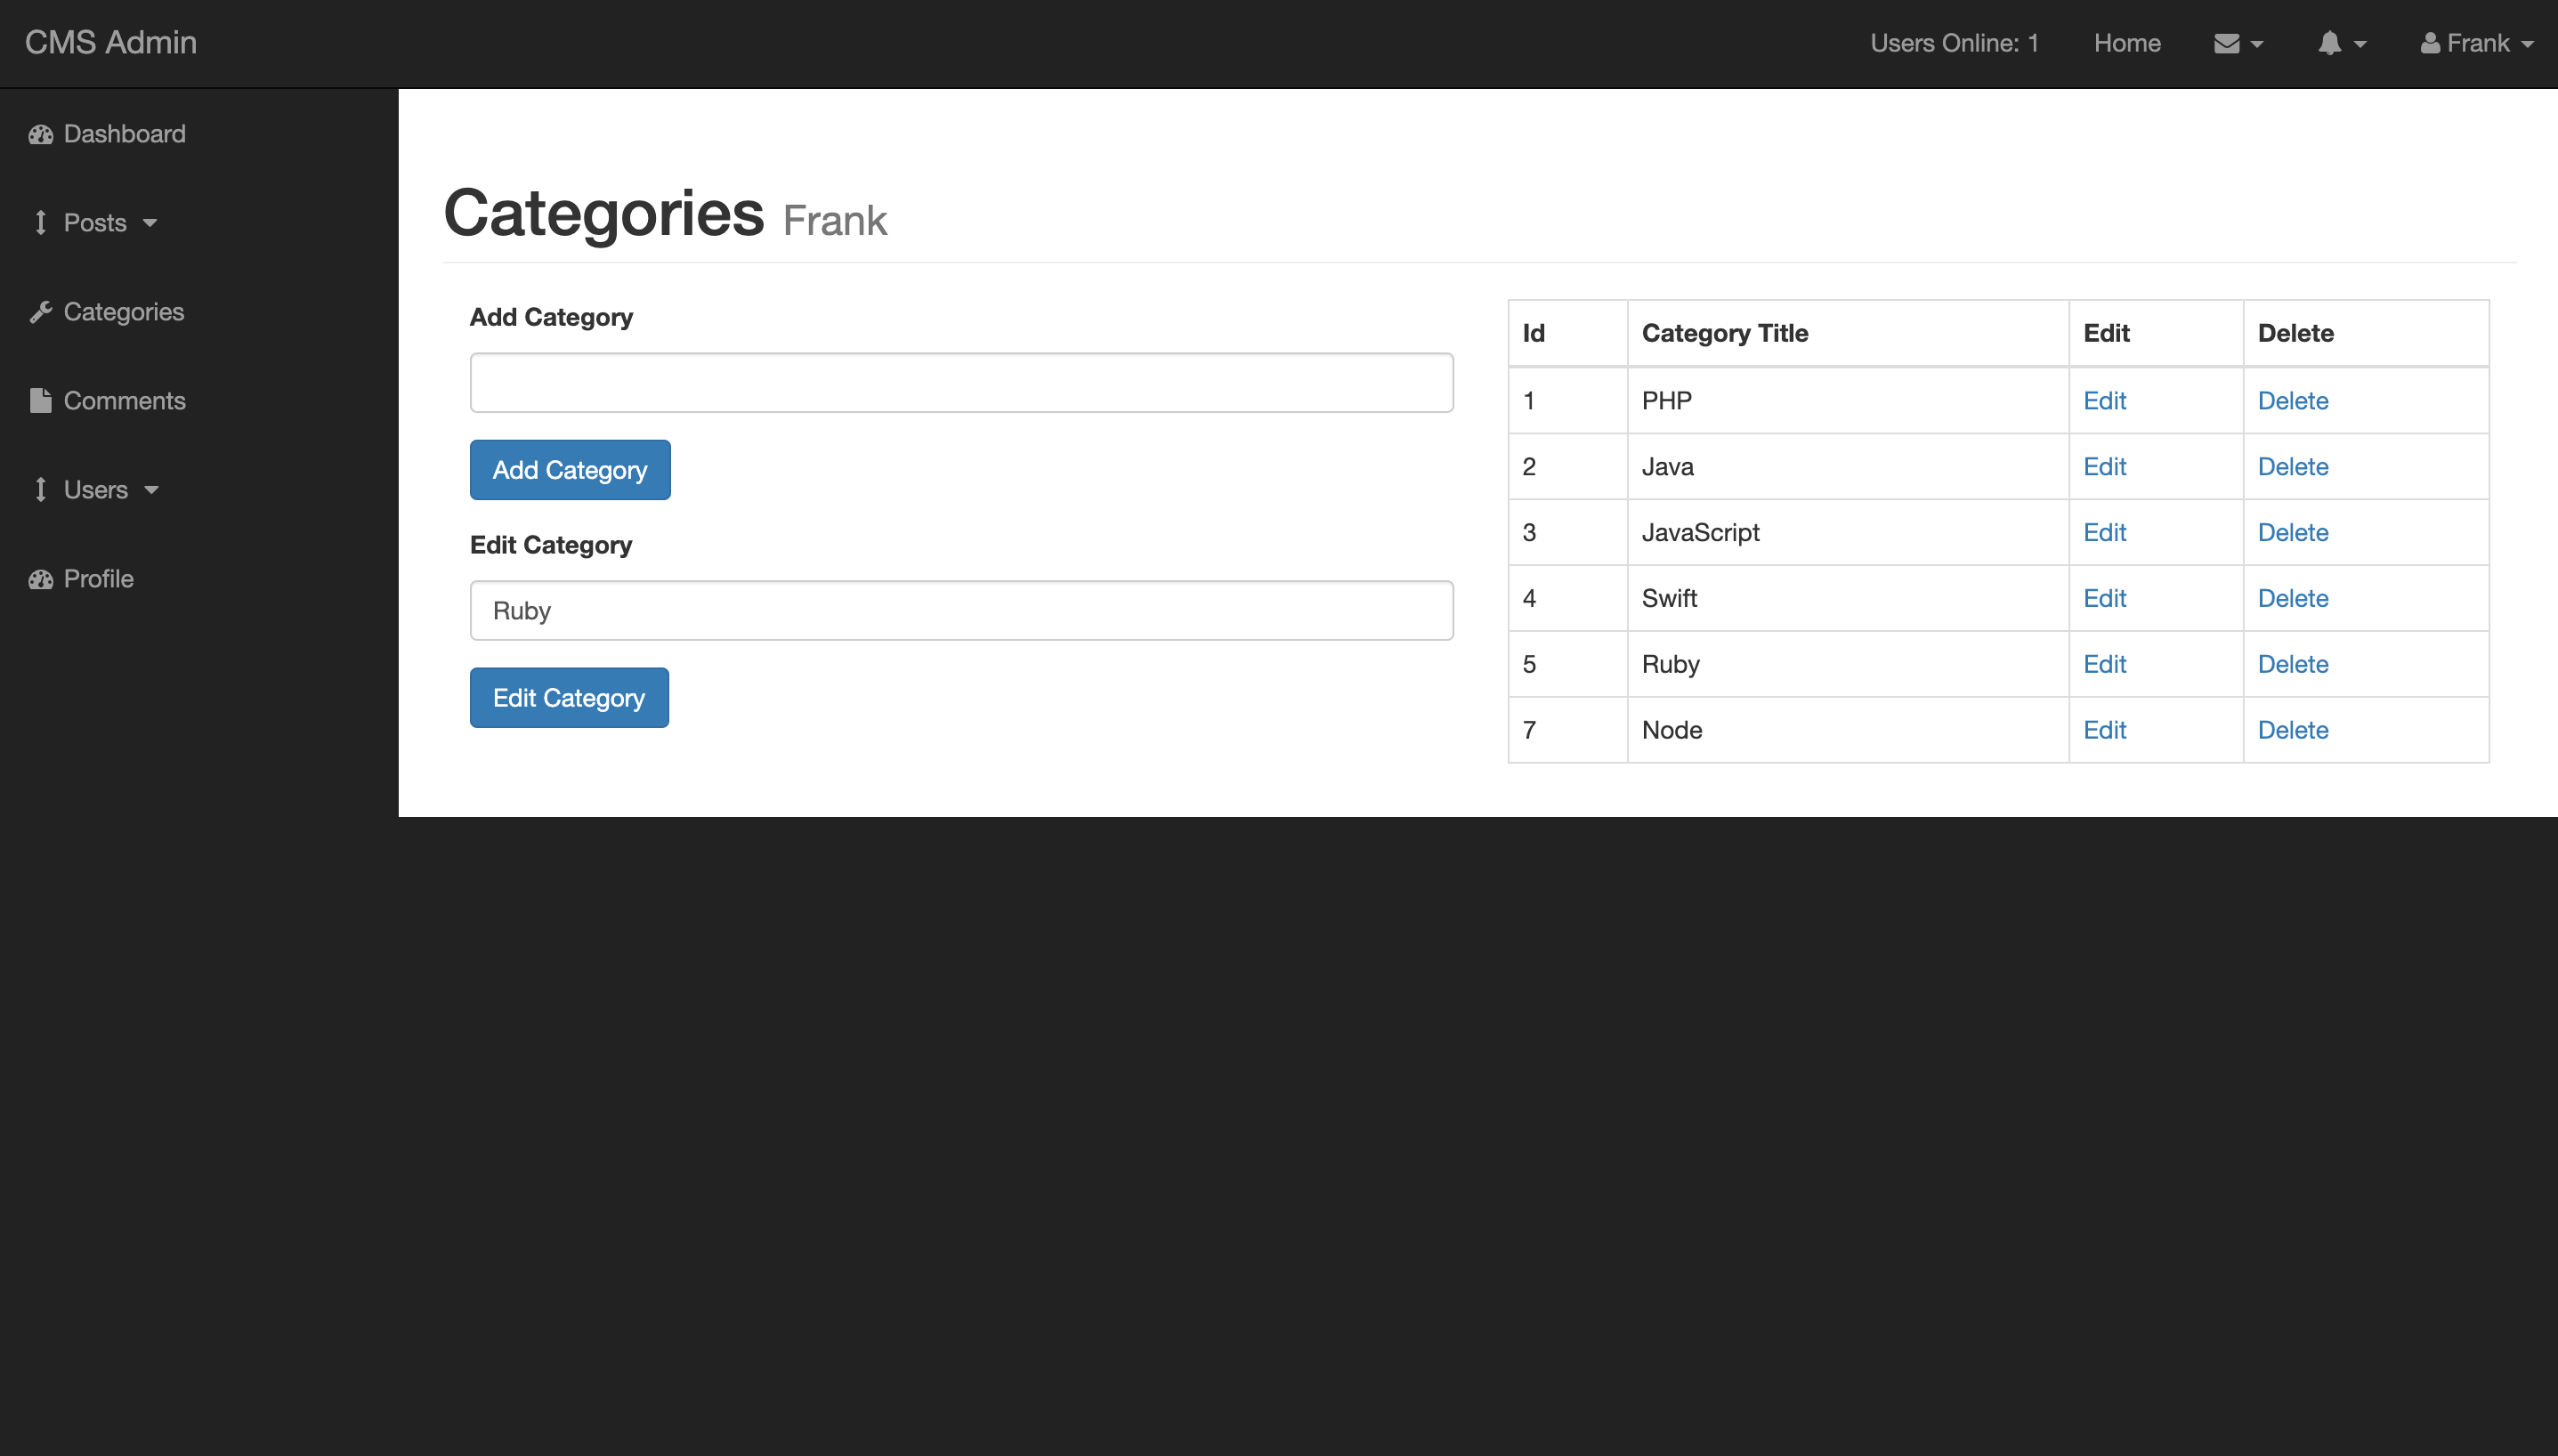 CMS Admin
Users Online: 1 Home Frank
Dashboard
Posts
Categories
Comments
Users
Profile
Categories Frank
Add Category
Add Category
Edit Category
Ruby
Edit Category
Id Category Title Edit Delete
1 PHP Edit Delete
2 Java Edit Delete
3 JavaScript Edit Delete
4 Swift Edit Delete
5 Ruby Edit Delete
7 Node Edit Delete